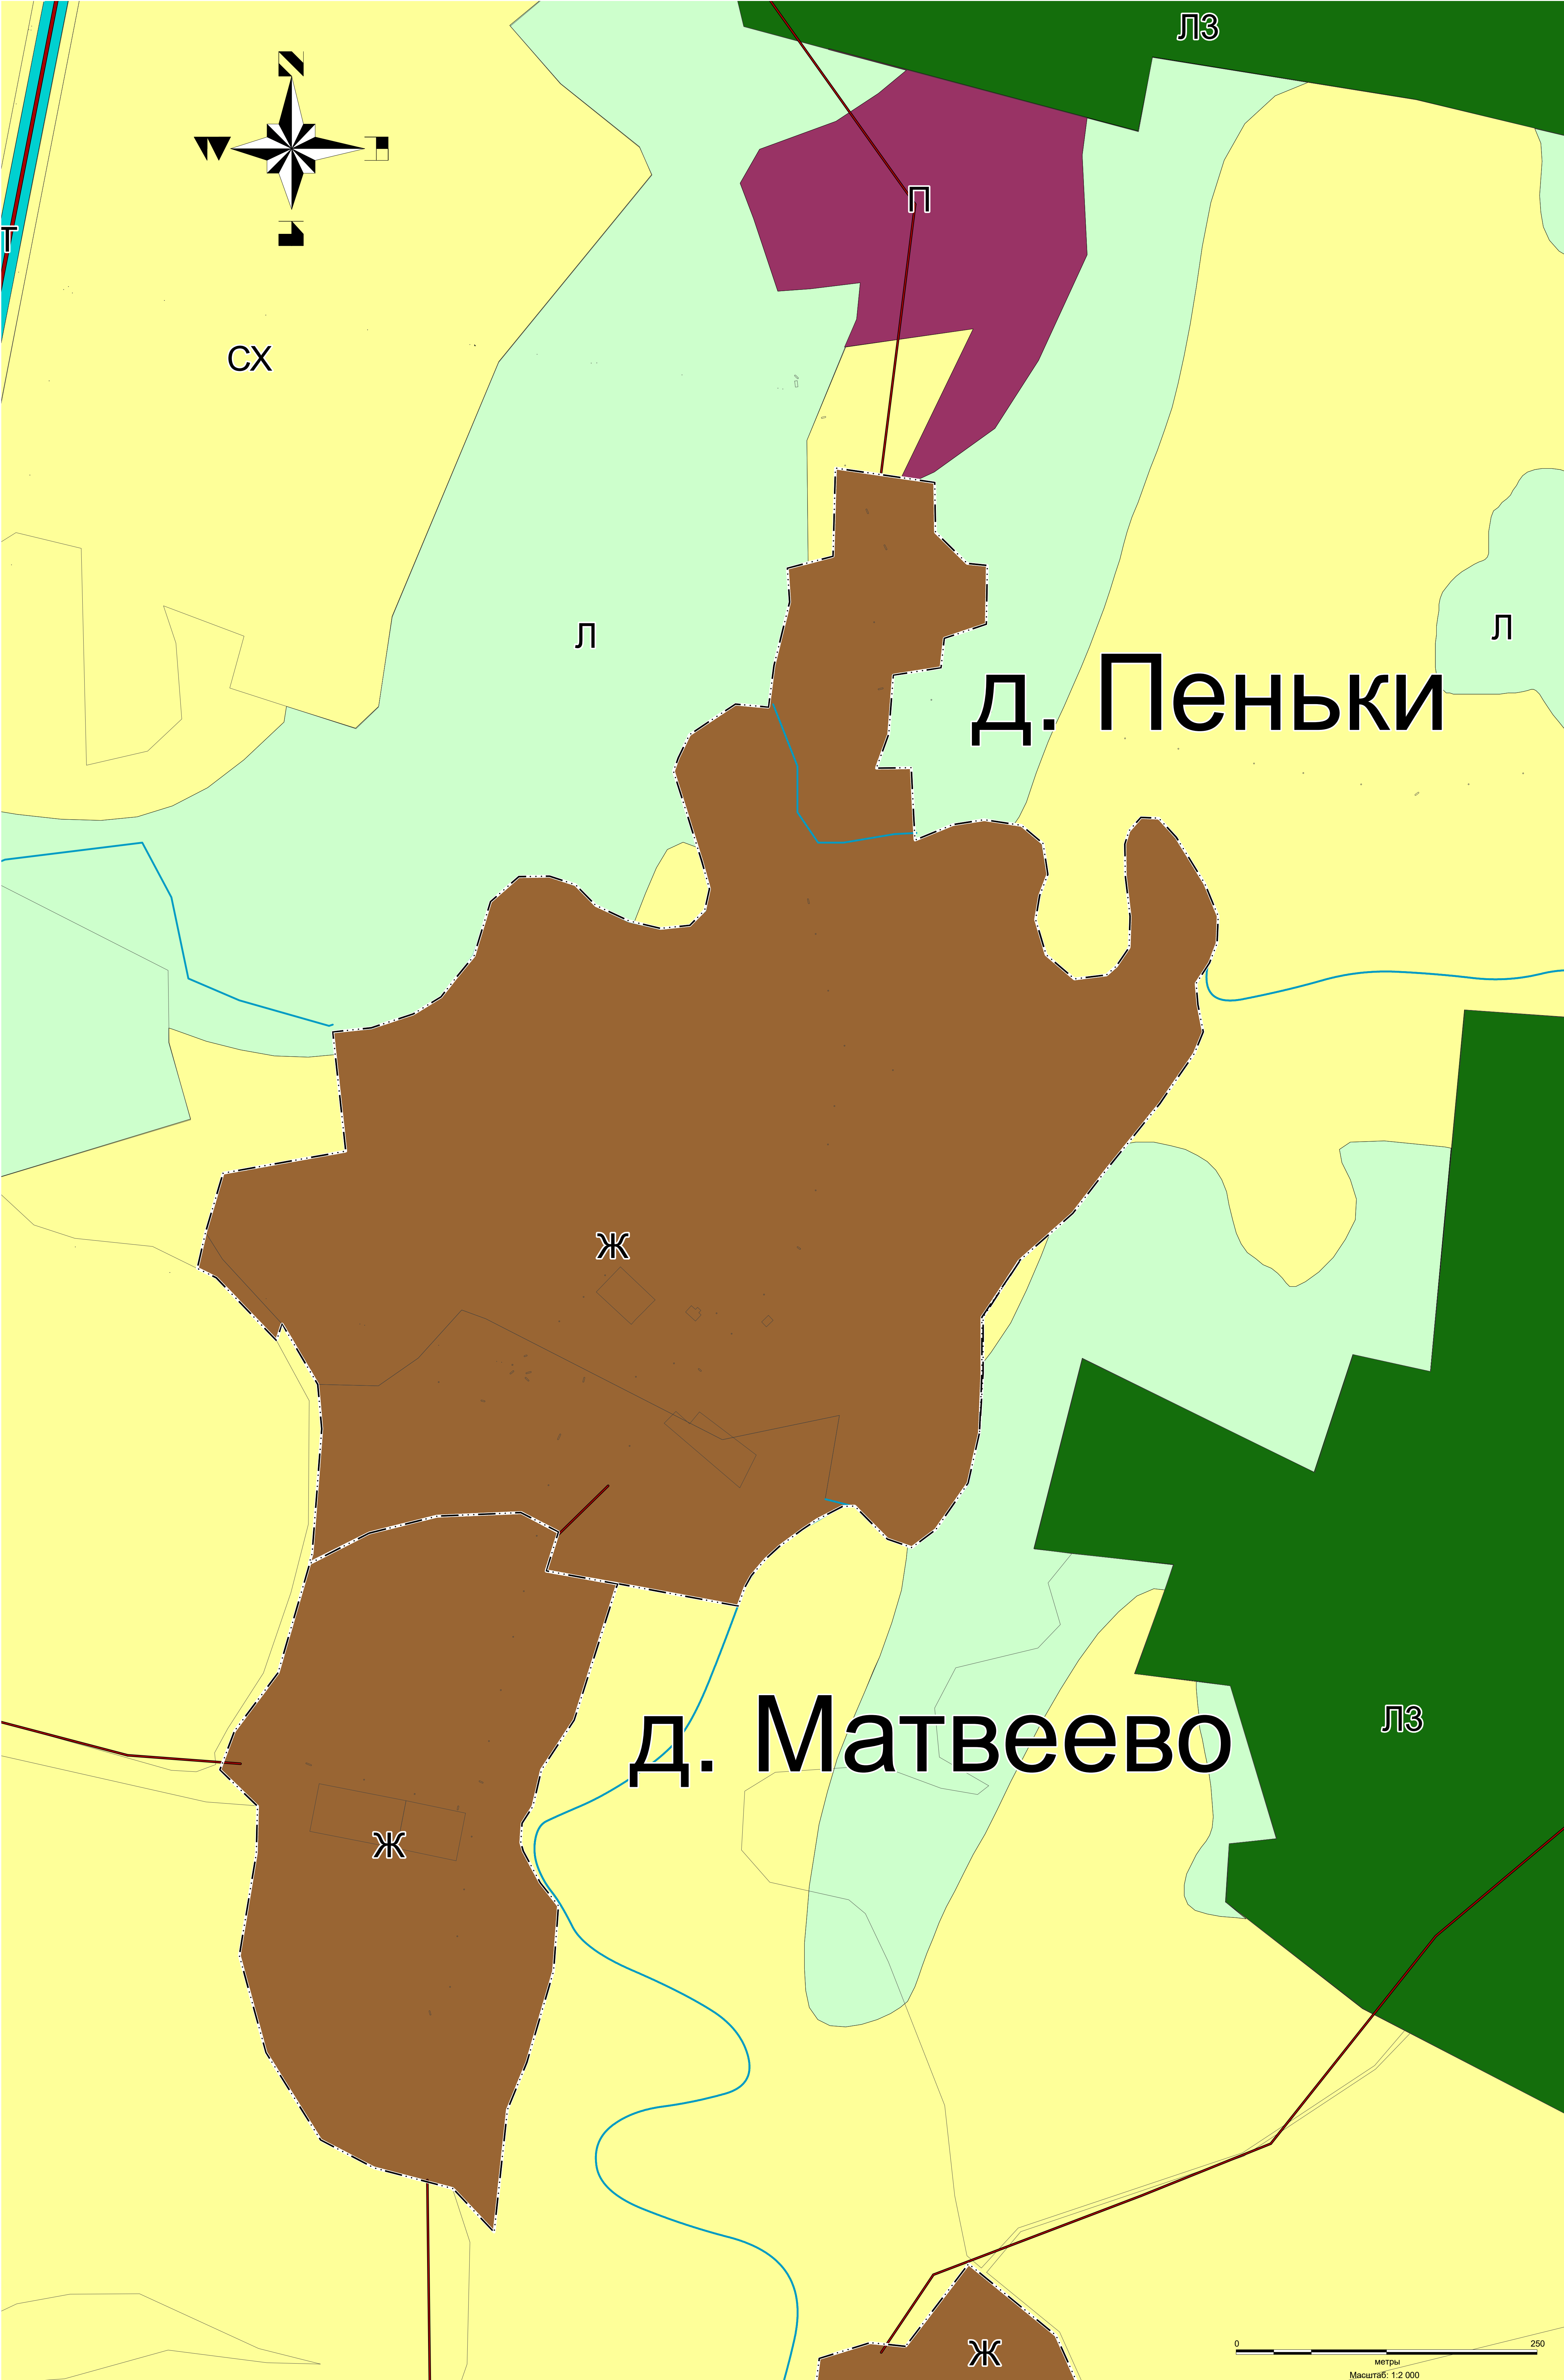 ЛЗ
N
П
Т
СХ
Л
Л
д. Пеньки
Ж
ЛЗ
д. Матвеево
Ж
Ж
0 250
метры
Масштаб: 1:2 000